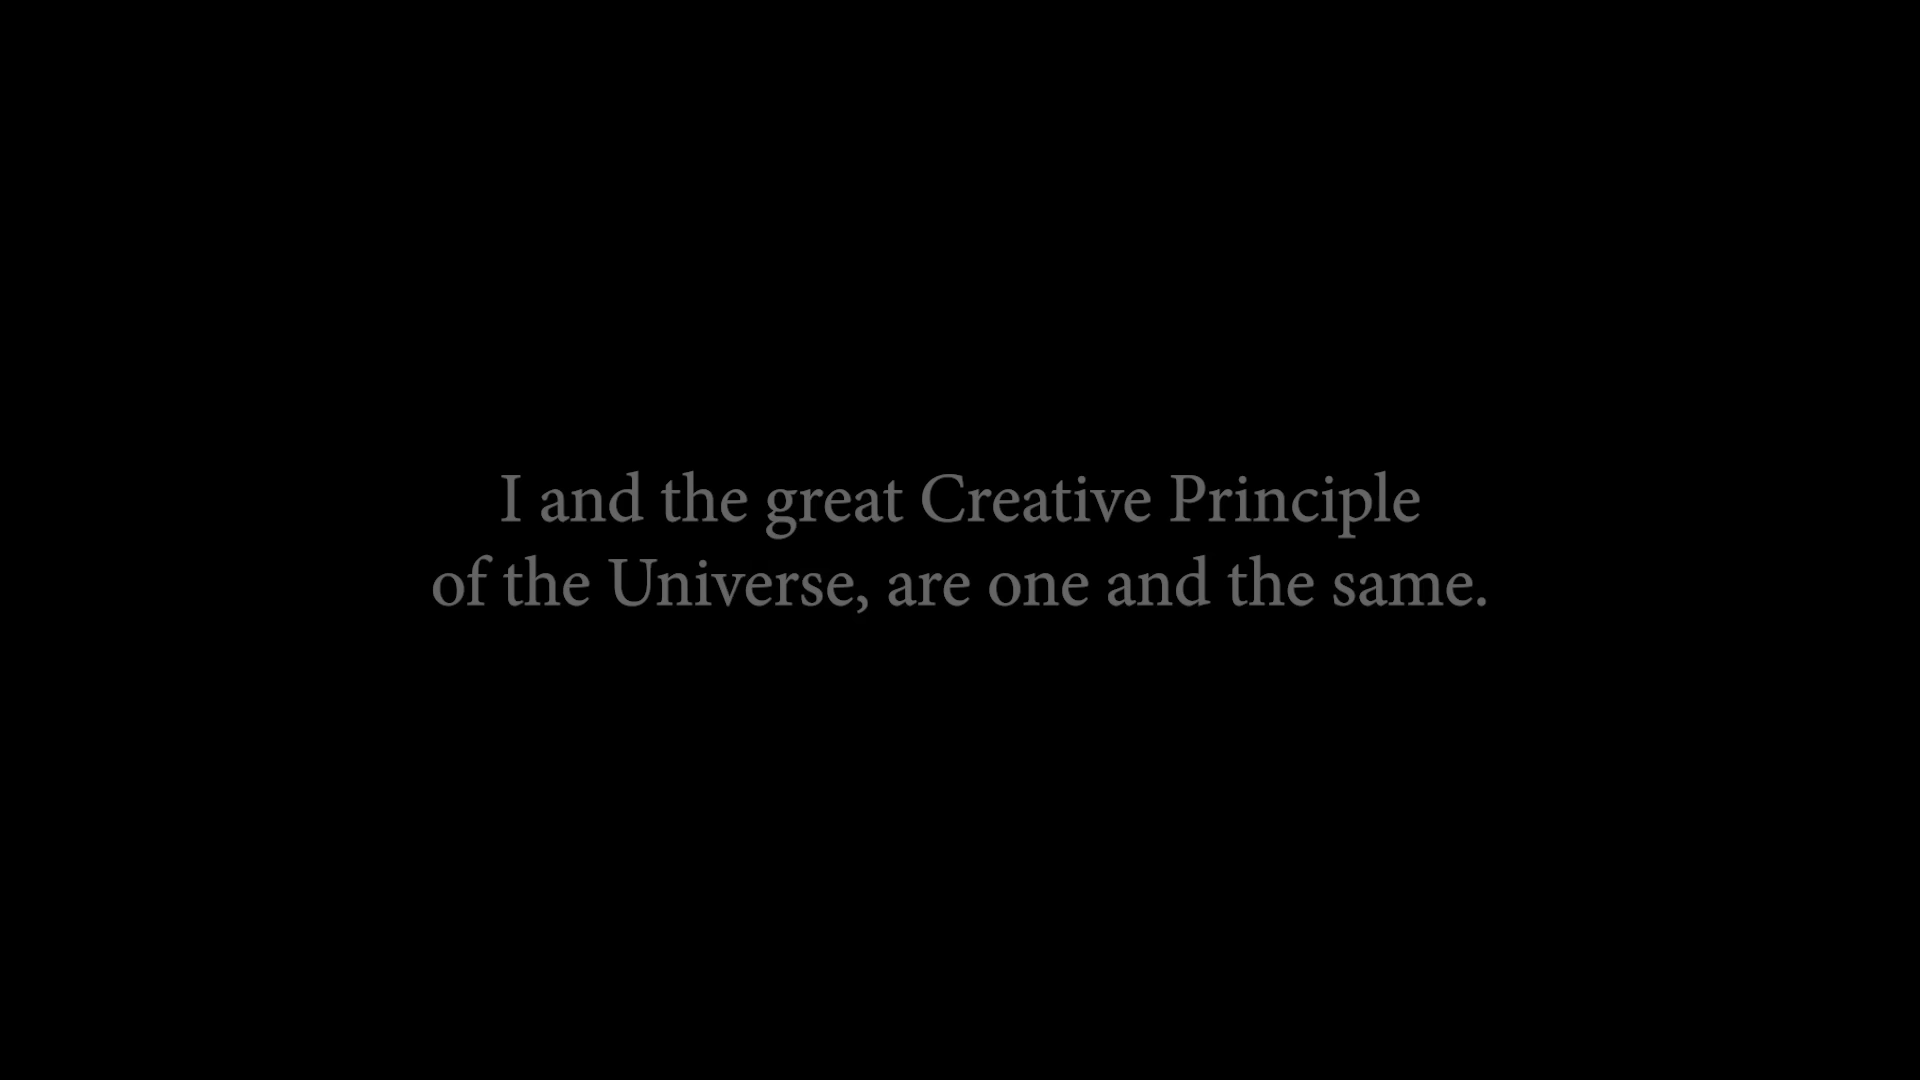 I and the great Creative Principle
of the Universe, are one and the same.